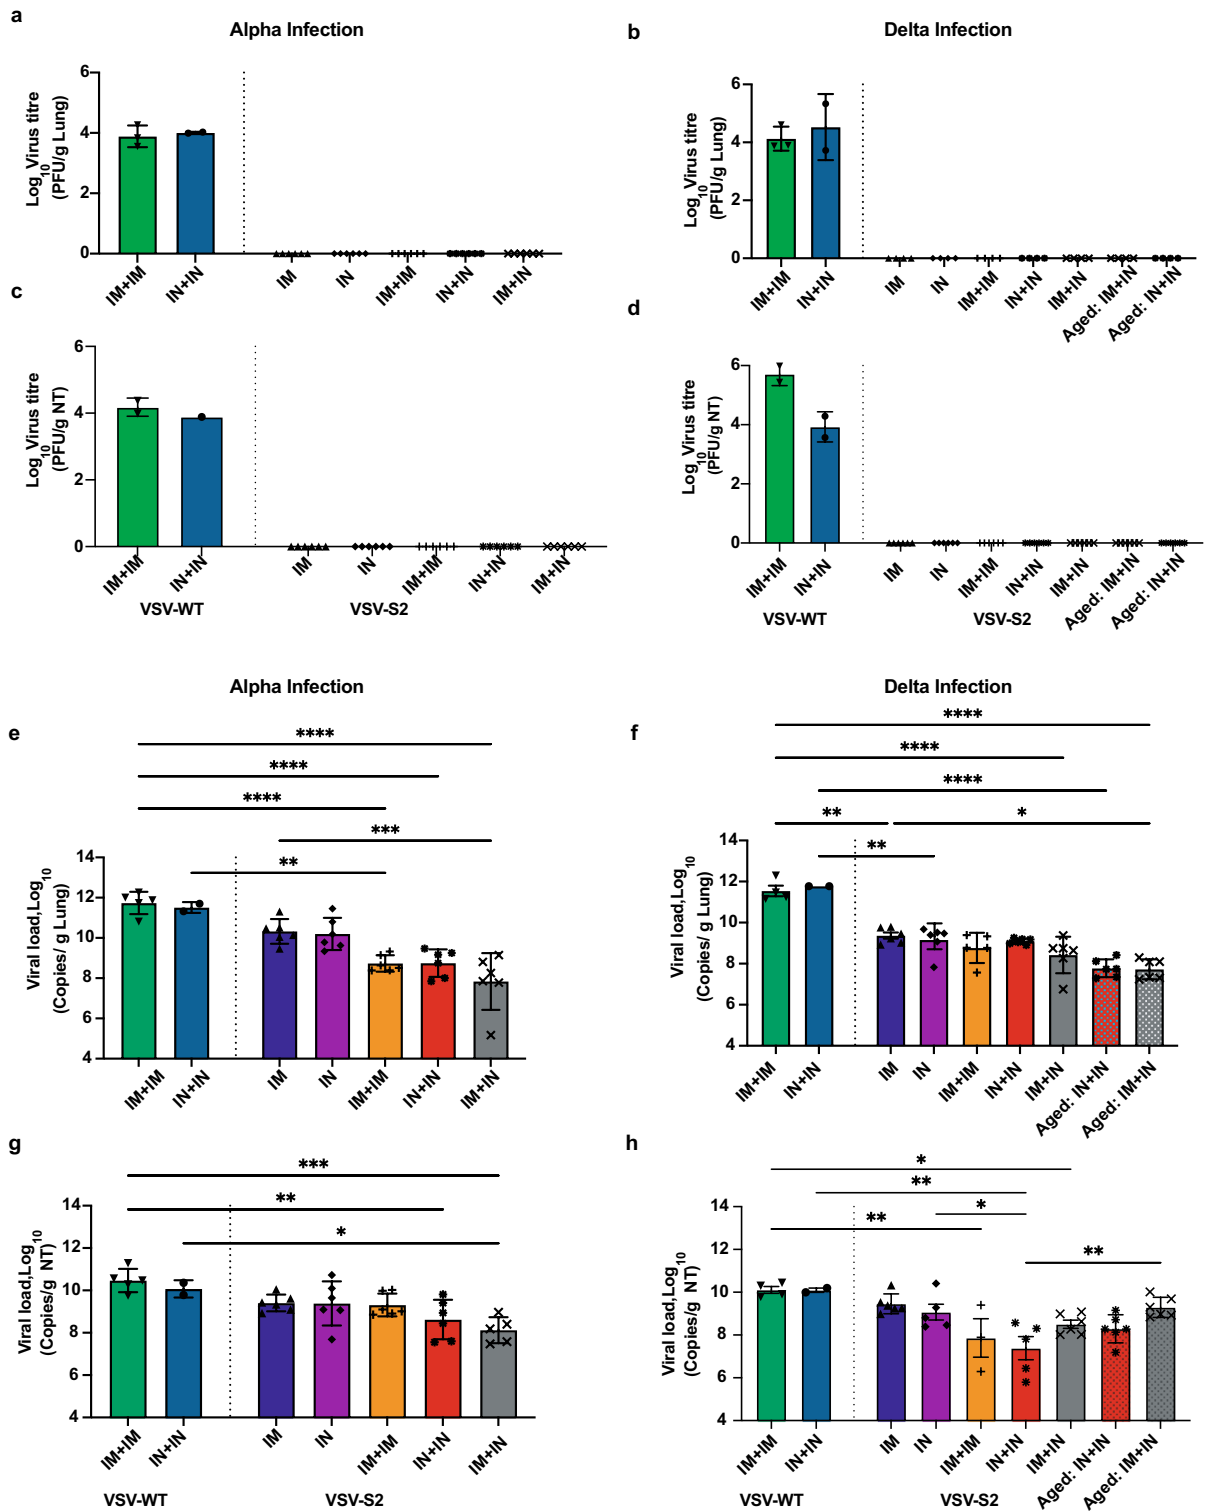 a
Alpha Infection
6
4
2
0
Log10 Virus titre
(PFU/g Lung)
IM+IM
IN+IN
IM
IN
IM+IM
IN+IN
IM+IN
b
Delta Infection
6
4
2
0
Log10 Virus titre
(PFU/g Lung)
IM+IM
IN+IN
IM
IN
IM+IM
IN+IN
IM+IN
Aged: IM+IN
Aged: IN+IN
c
6
4
2
0
Log10 Virus titre
(PFU/g NT)
IM+IM
IN+IN
IM
IN
IM+IM
IN+IN
IM+IN
VSV-WT
VSV-S2
d
6
4
2
0
Log10 Virus titre
(PFU/g NT)
IM+IM
IN+IN
IM
IN
IM+IM
IN+IN
IM+IN
Aged: IM+IN
Aged: IN+IN
VSV-WT
VSV-S2
Alpha Infection
e
****
****
****
***
**
14
12
10
8
6
4
Viral load,Log10
(Copies/ g Lung)
IM+IM
IN+IN
IM
IN
IM+IM
IN+IN
IM+IN
Delta Infection
f
****
****
****
**
*
**
14
12
10
8
6
4
Viral load,Log10
(Copies/ g Lung)
IM+IM
IN+IN
IM
IN
IM+IM
IN+IN
IM+IN
Aged: IN+IN
Aged: IM+IN
g
***
**
*
14
12
10
8
6
4
Viral load,Log10
(Copies/g NT)
IM+IM
IN+IN
IM
IN
IM+IM
IN+IN
IM+IN
VSV-WT
VSV-S2
h
*
**
*
**
**
14
12
10
8
6
4
Viral load,Log10
(Copies/g NT)
IM+IM
IN+IN
IM
IN
IM+IM
IN+IN
IM+IN
Aged: IN+IN
Aged: IM+IN
VSV-WT
VSV-S2